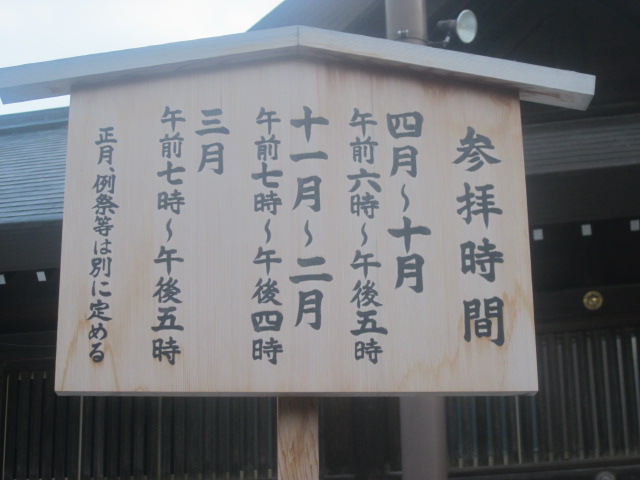 参拝時間
四月〜十月
午前六時〜午後五時
十一月〜二月
午前七時〜午後四時
三月
午前七時〜午後五時
正月、例祭等は別に定める